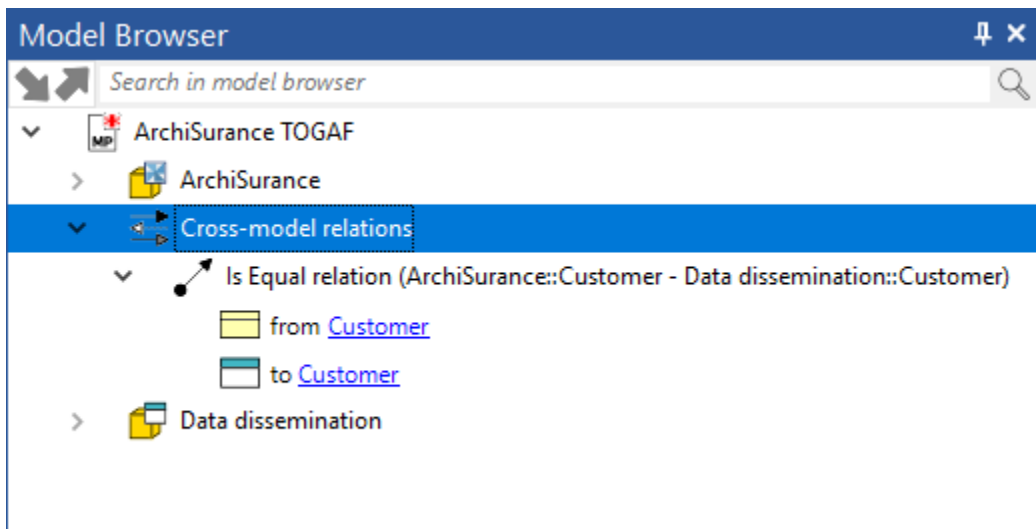 Model Browser
Search in model browser
MP ArchiSurance TOGAF
ArchiSurance
Cross-model relations
Is Equal relation (ArchiSurance::Customer - Data dissemination::Customer)
from Customer
to Customer
Data dissemination